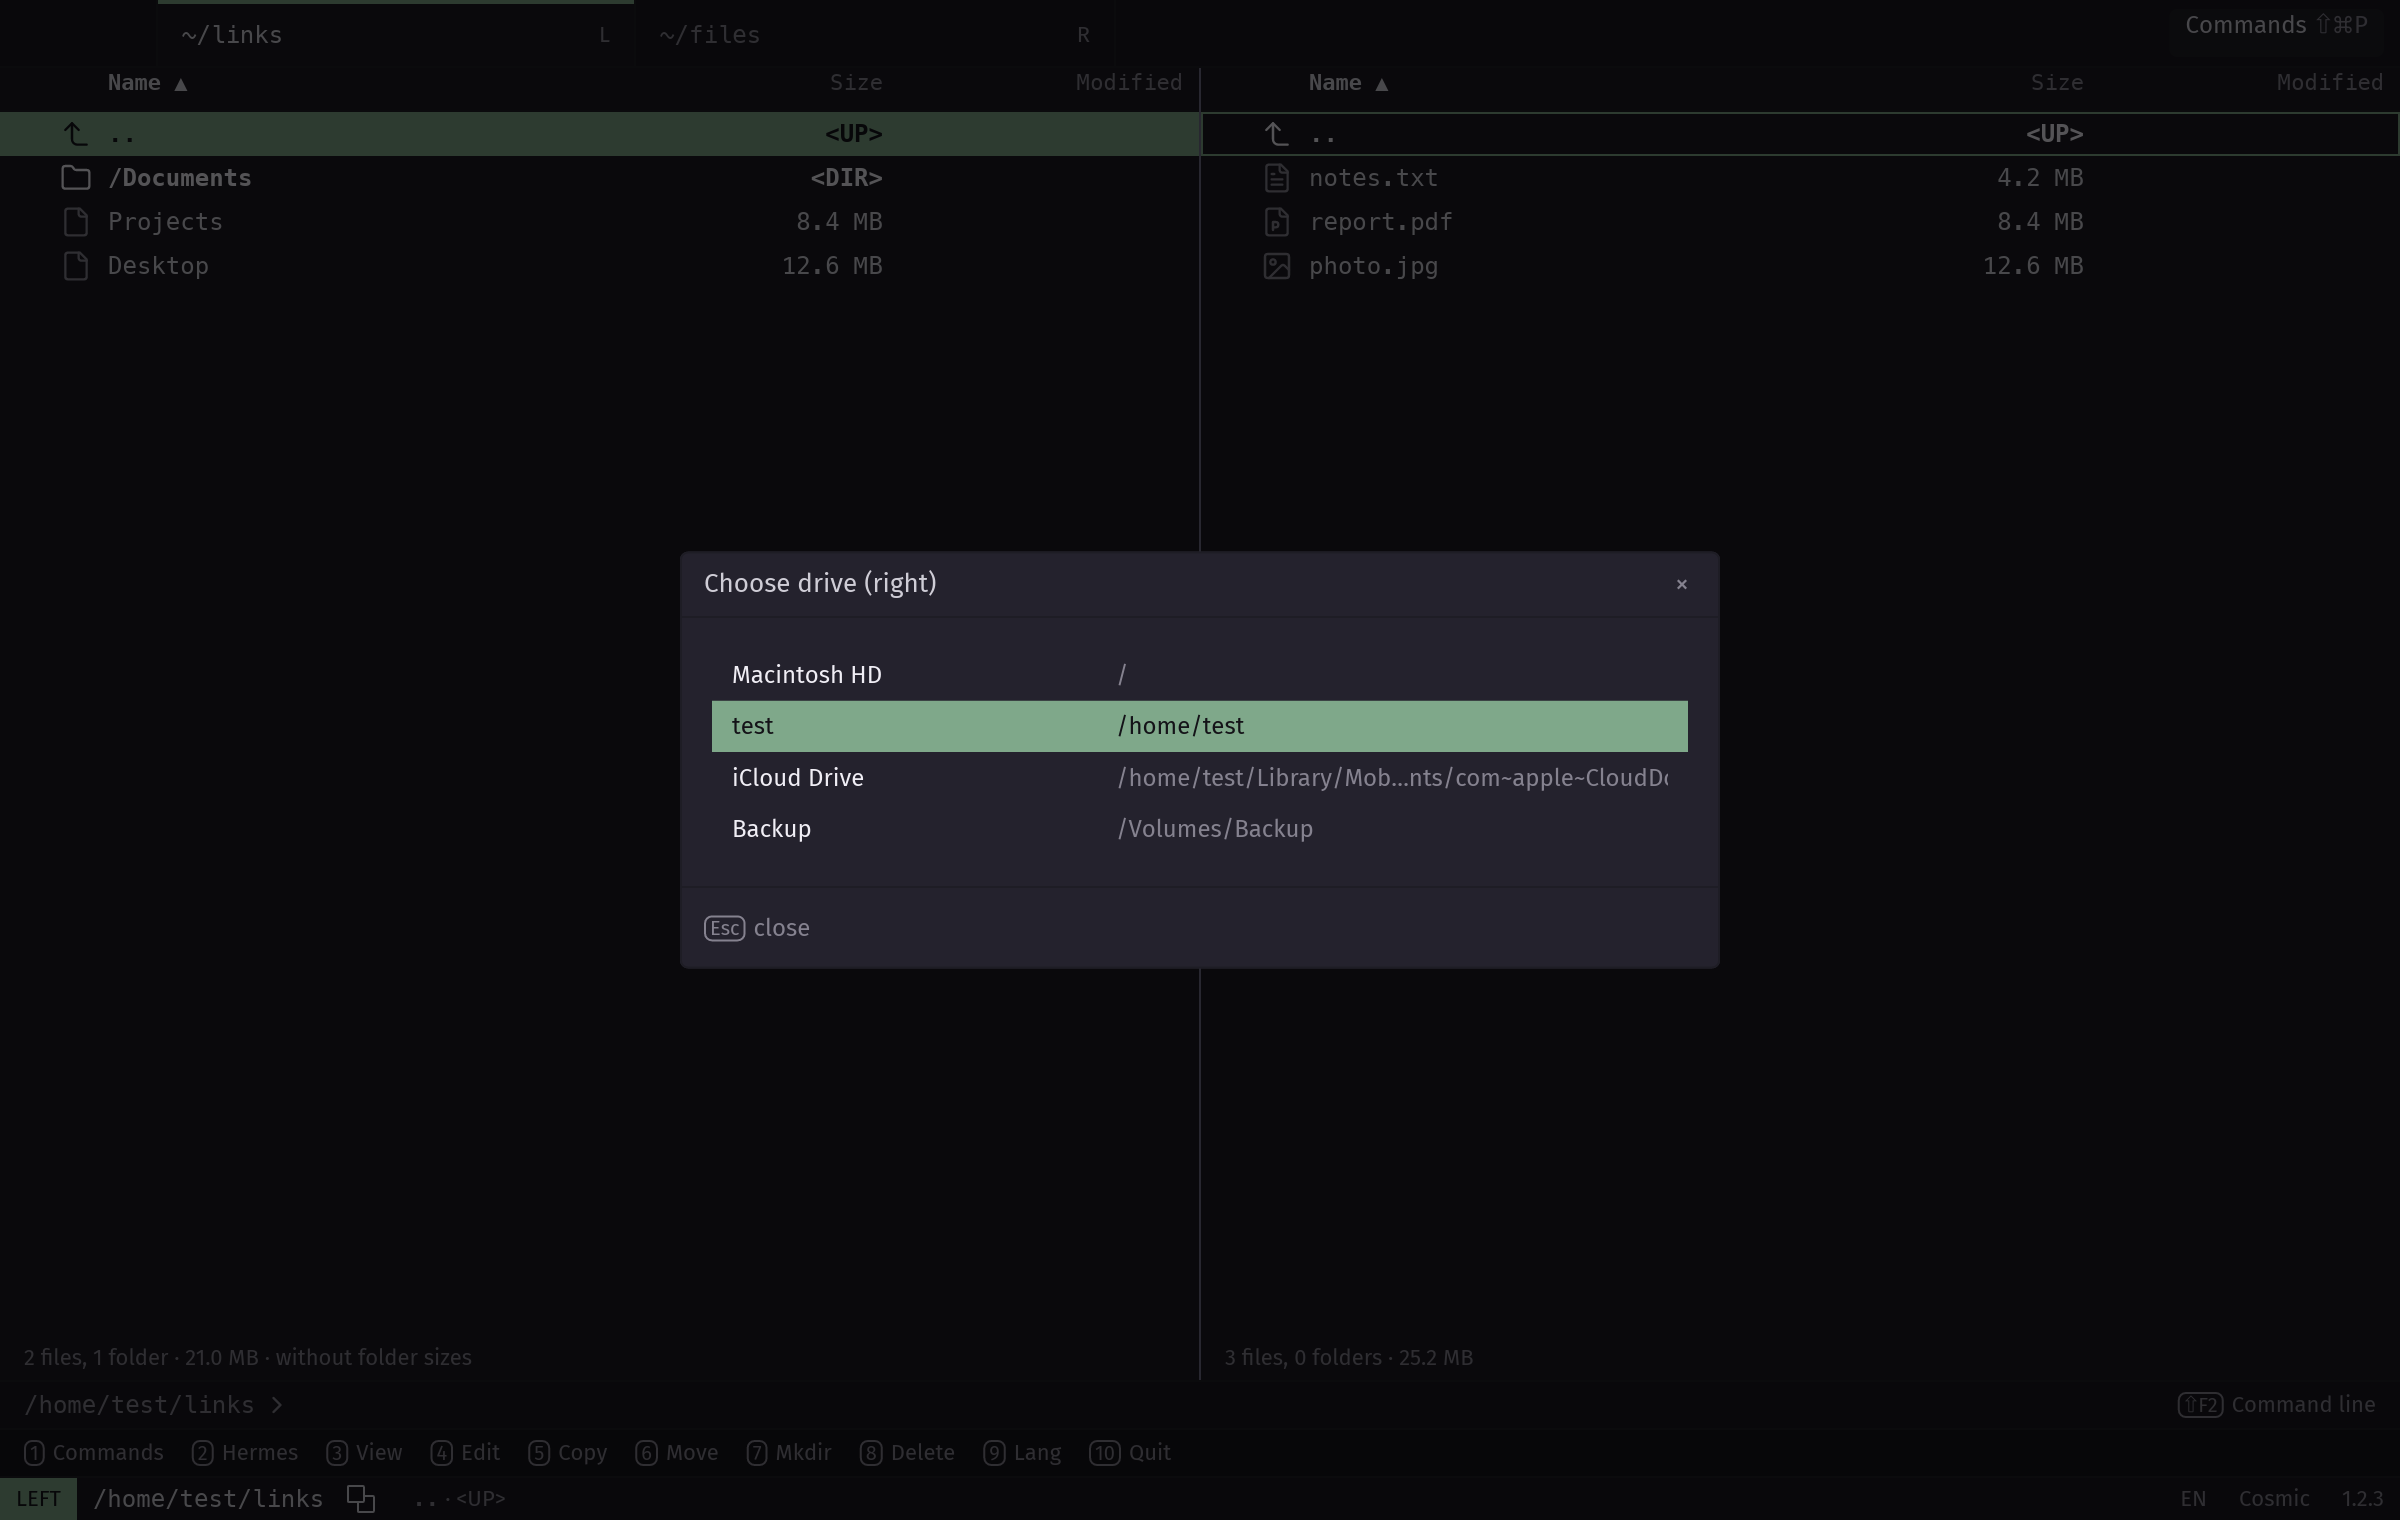 ~/links L ~/files R Commands ⇧⌘P
Name ▲ Size Modified Name ▲ Size Modified
.. <UP> .. <UP>
/Documents <DIR> notes.txt 4.2 MB
Projects 8.4 MB report.pdf 8.4 MB
Desktop 12.6 MB photo.jpg 12.6 MB
Choose drive (right) ×
Macintosh HD /
test /home/test
iCloud Drive /home/test/Library/Mob...nts/com~apple~CloudDo
Backup /Volumes/Backup
Esc close
2 files, 1 folder · 21.0 MB · without folder sizes 3 files, 0 folders · 25.2 MB
/home/test/links > ⇧F2 Command line
1 Commands 2 Hermes 3 View 4 Edit 5 Copy 6 Move 7 Mkdir 8 Delete 9 Lang 10 Quit
LEFT /home/test/links .. · <UP> EN Cosmic 1.2.3